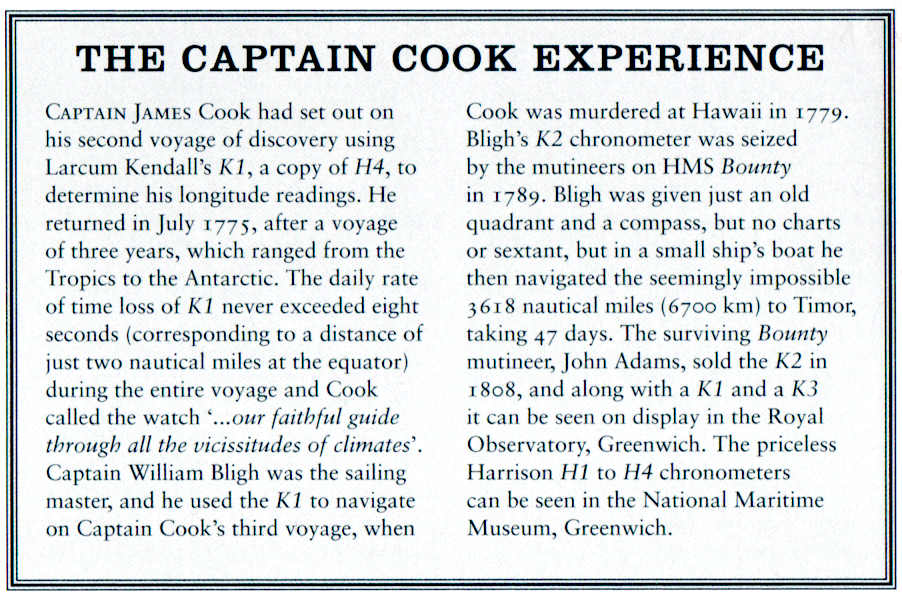 THE CAPTAIN COOK EXPERIENCE
CAPTAIN JAMES Cook had set out on
his second voyage of discovery using
Larcum Kendall's K1, a copy of H4, to
determine his longitude readings. He
returned in July 1775, after a voyage
of three years, which ranged from the
Tropics to the Antarctic. The daily rate
of time loss of K1 never exceeded eight
seconds (corresponding to a distance of
just two nautical miles at the equator)
during the entire voyage and Cook
called the watch ‘...our faithful guide
through all the vicissitudes of climates’.
Captain William Bligh was the sailing
master, and he used the K1 to navigate
on Captain Cook's third voyage, when
Cook was murdered at Hawaii in 1779.
Bligh's K2 chronometer was seized
by the mutineers on HMS Bounty
in 1789. Bligh was given just an old
quadrant and a compass, but no charts
or sextant, but in a small ship's boat he
then navigated the seemingly impossible
3618 nautical miles (6700 km) to Timor,
taking 47 days. The surviving Bounty
mutineer, John Adams, sold the K2 in
1808, and along with a K1 and a K3
it can be seen on display in the Royal
Observatory, Greenwich. The priceless
Harrison H1 to H4 chronometers
can be seen in the National Maritime
Museum, Greenwich.